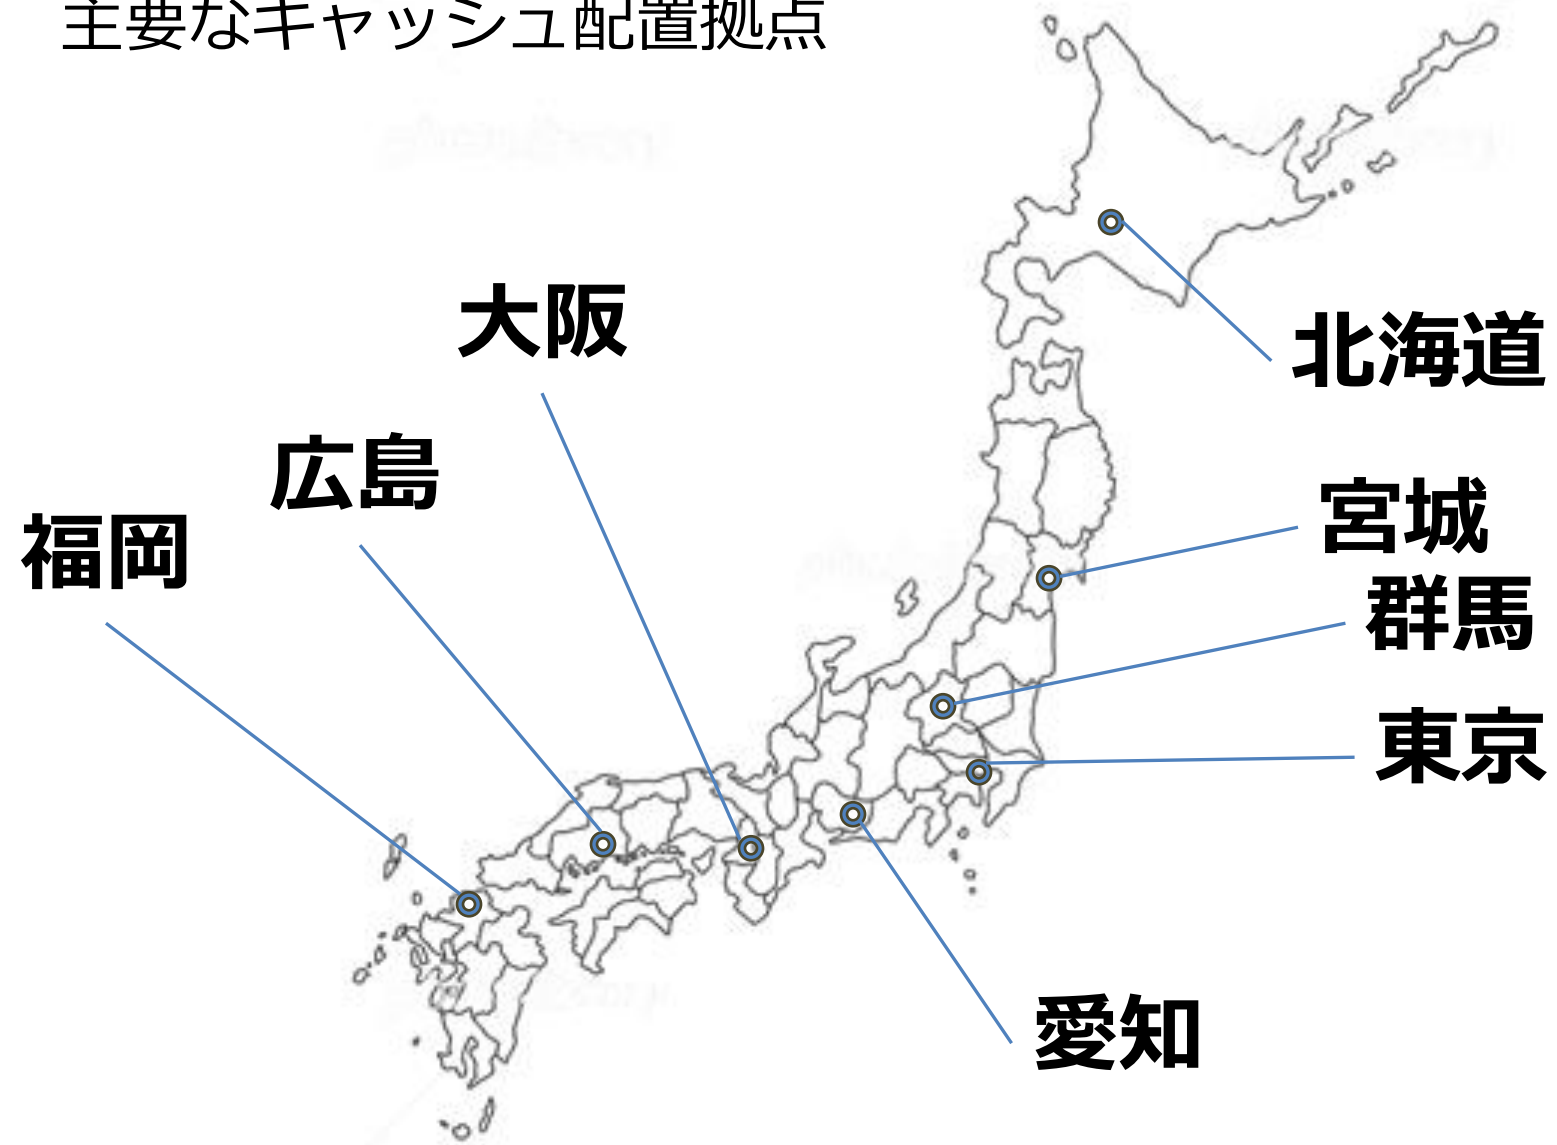 主要なキャッシュ配置拠点
大阪
北海道
広島
宮城
福岡
群馬
東京
愛知